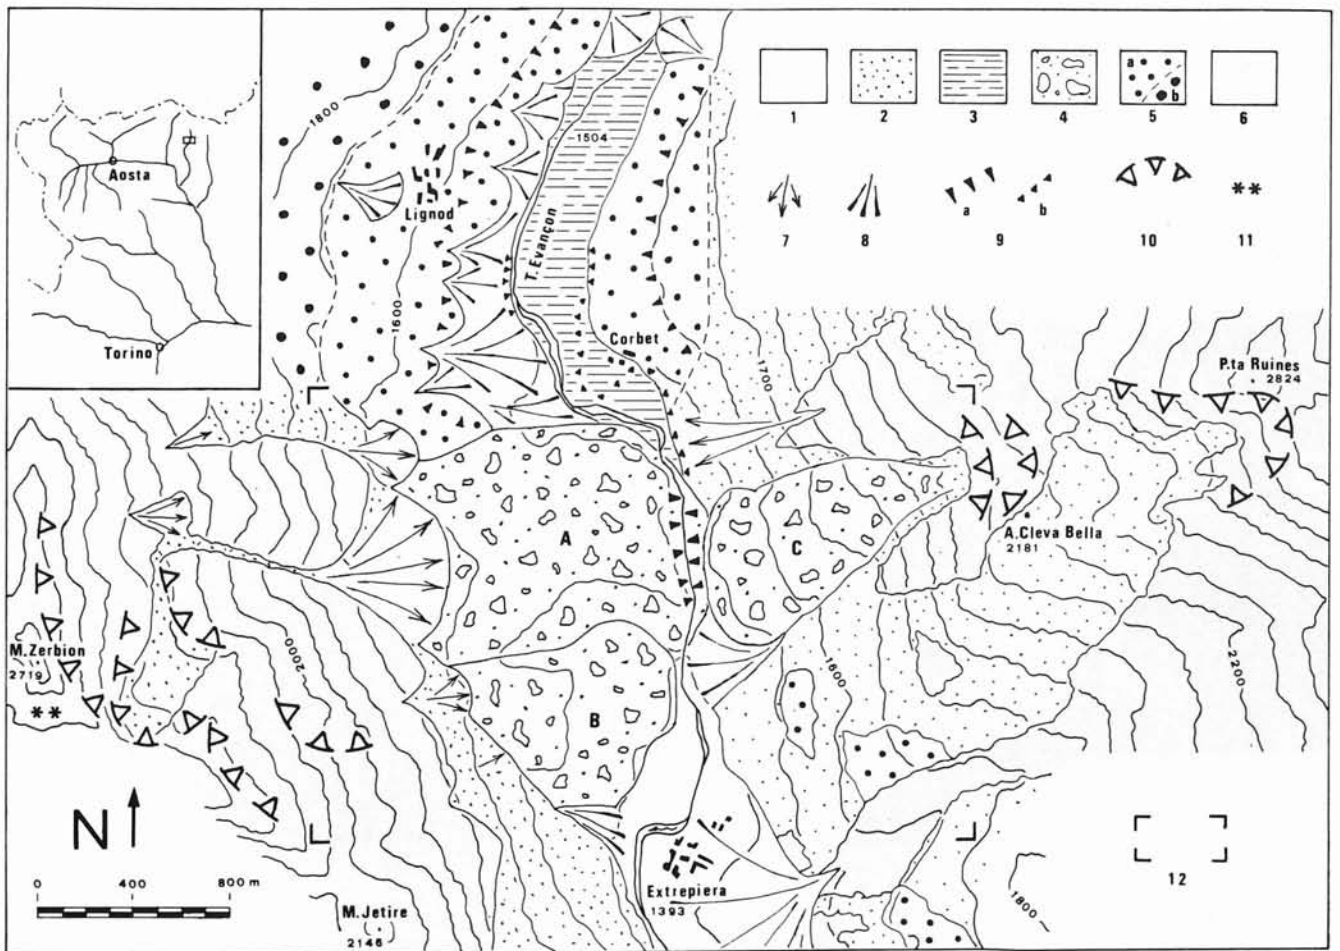 Aosta
Torino
1800
Lignod
1600
1504
T. Evançon
Corbet
1700
a
b
1
2
3
4
5
6
a
b
7
8
9
10
11
P.ta Ruines
2824
A
C
A.Cleva Bella
2181
M. Zerbion
2719
**
2000
B
1600
2200
N
0 400 800 m
M. Jetire
2146
Extrepiera
1393
1800
12